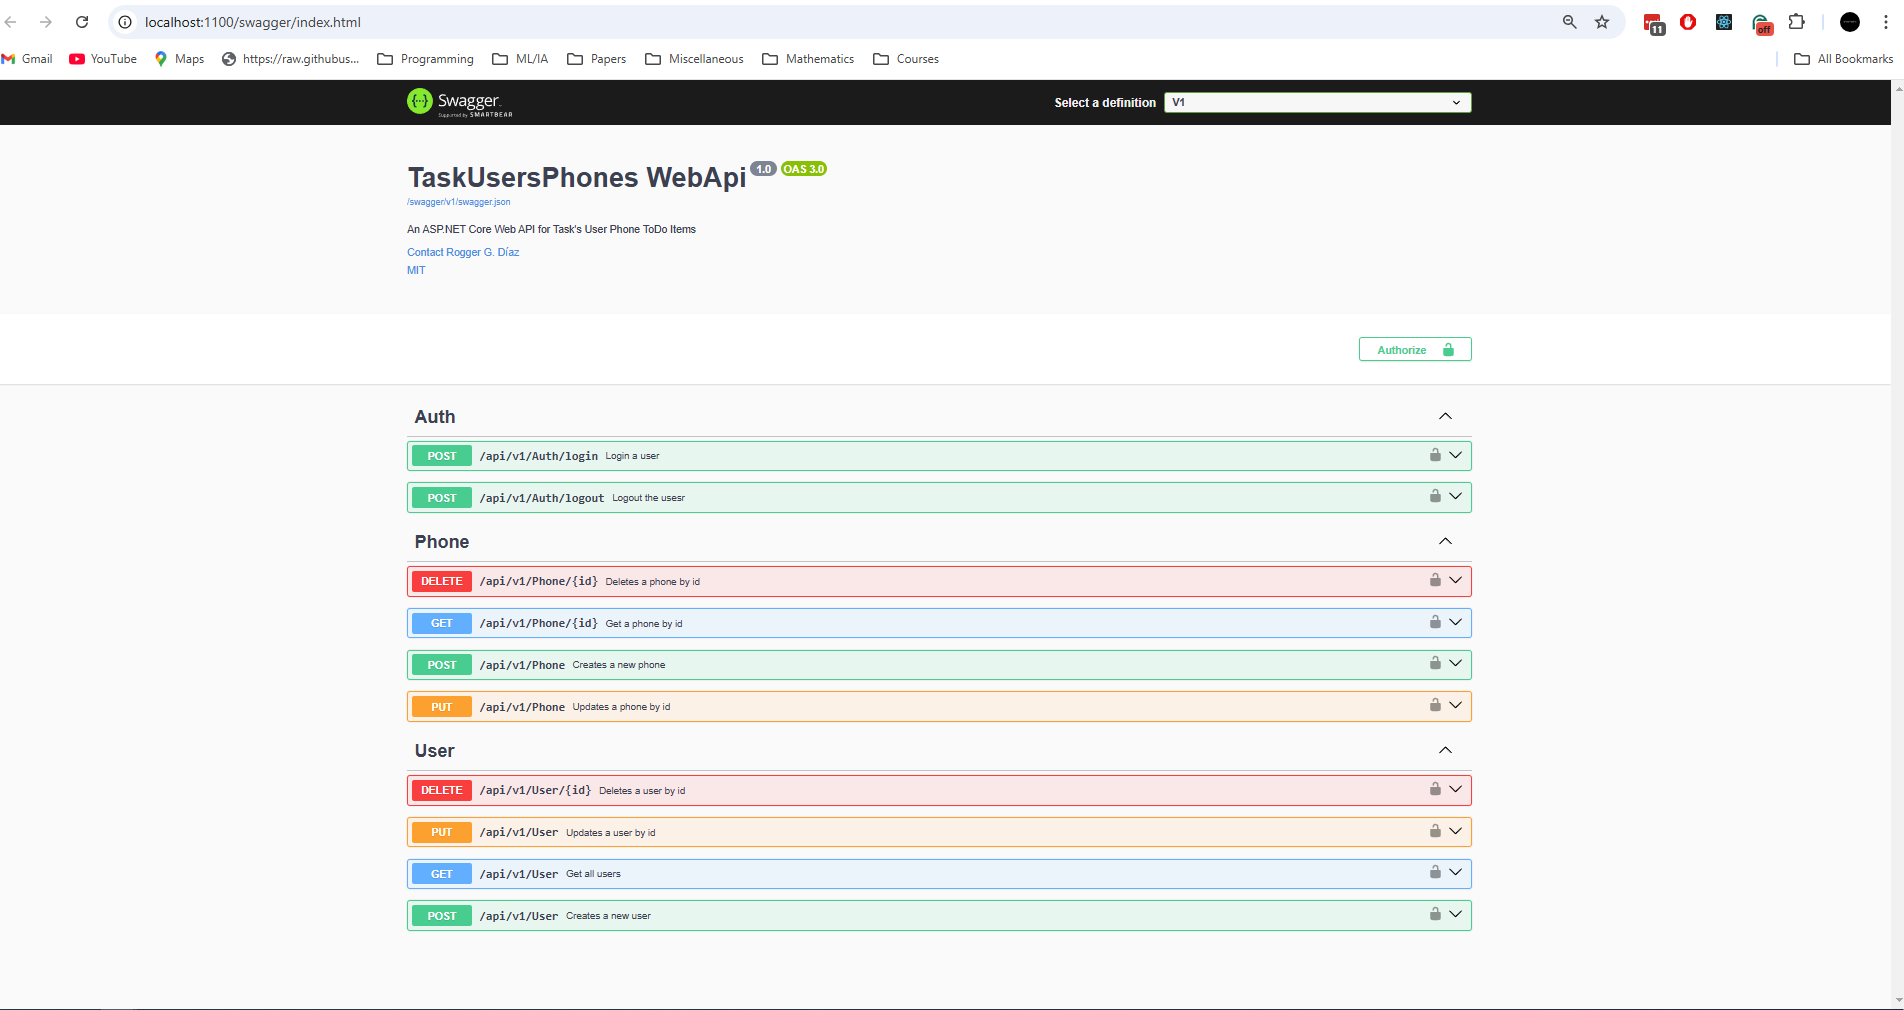 localhost:1100/swagger/index.html
11
off
Gmail YouTube Maps https://raw.githubus... Programming ML/IA Papers Miscellaneous Mathematics Courses All Bookmarks
Swagger
Supported by SMARTBEAR
Select a definition V1
TaskUsersPhones WebApi 1.0 OAS 3.0
/swagger/v1/swagger.json
An ASP.NET Core Web API for Task's User Phone ToDo Items
Contact Rogger G. Díaz
MIT
Authorize
Auth
POST /api/v1/Auth/login Login a user
POST /api/v1/Auth/logout Logout the usesr
Phone
DELETE /api/v1/Phone/{id} Deletes a phone by id
GET /api/v1/Phone/{id} Get a phone by id
POST /api/v1/Phone Creates a new phone
PUT /api/v1/Phone Updates a phone by id
User
DELETE /api/v1/User/{id} Deletes a user by id
PUT /api/v1/User Updates a user by id
GET /api/v1/User Get all users
POST /api/v1/User Creates a new user